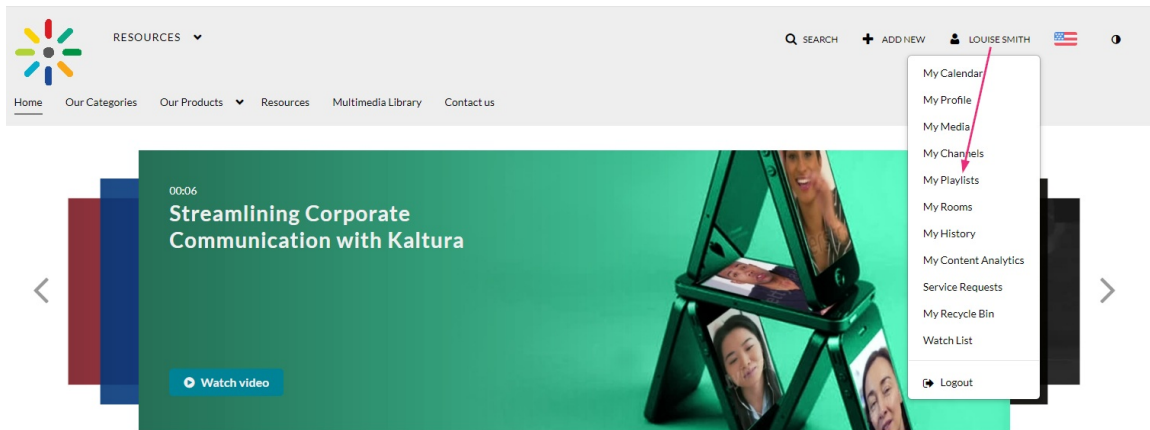 RESOURCES
SEARCH
ADD NEW
LOUISE SMITH
Home
Our Categories
Our Products
Resources
Multimedia Library
Contact us
My Calendar
My Profile
My Media
My Channels
My Playlists
My Rooms
My History
My Content Analytics
Service Requests
My Recycle Bin
Watch List
Logout
00:06
Streamlining Corporate
Communication with Kaltura
Watch video